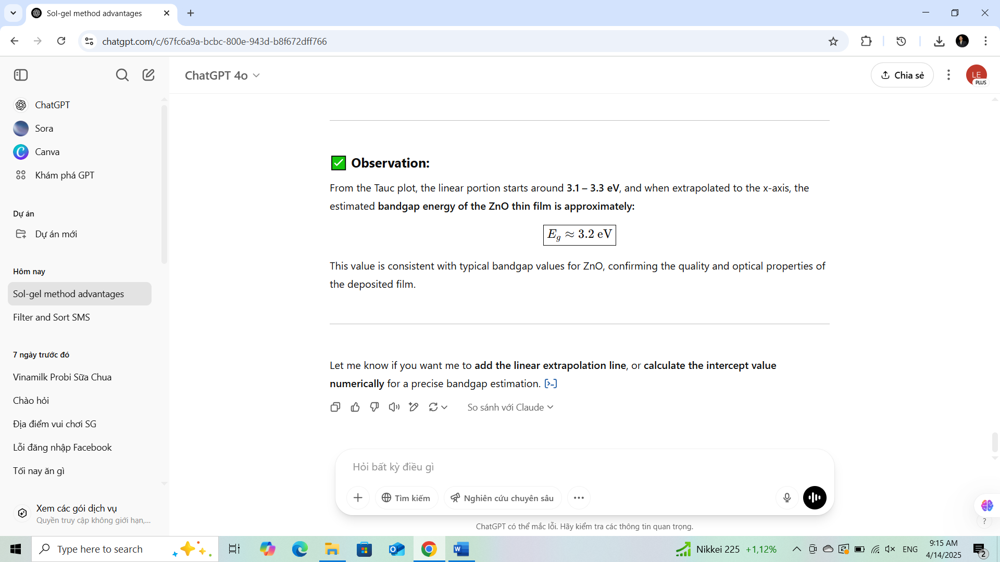 Sol-gel method advantages
chatgpt.com/c/67fc6a9a-bcbc-800e-943d-b8f672dff766
ChatGPT 4o
Chia sẻ
LE
PLUS
ChatGPT
Sora
Canva
Khám phá GPT
Dự án
Dự án mới
Hôm nay
Sol-gel method advantages
Filter and Sort SMS
7 ngày trước đó
Vinamilk Probi Sữa Chua
Chào hỏi
Địa điểm vui chơi SG
Lỗi đăng nhập Facebook
Tối nay ăn gì
Xem các gói dịch vụ
Quyền truy cập không giới hạn,...
✅ Observation:
From the Tauc plot, the linear portion starts around 3.1 – 3.3 eV, and when extrapolated to the x-axis, the
estimated bandgap energy of the ZnO thin film is approximately:
E_g ≈ 3.2 eV
This value is consistent with typical bandgap values for ZnO, confirming the quality and optical properties of
the deposited film.
Let me know if you want me to add the linear extrapolation line, or calculate the intercept value
numerically for a precise bandgap estimation. [>-]
So sánh với Claude
Hỏi bất kỳ điều gì
Tìm kiếm
Nghiên cứu chuyên sâu
ChatGPT có thể mắc lỗi. Hãy kiểm tra các thông tin quan trọng.
?
Type here to search
Nikkei 225 +1,12%
ENG
9:15 AM
4/14/2025
2